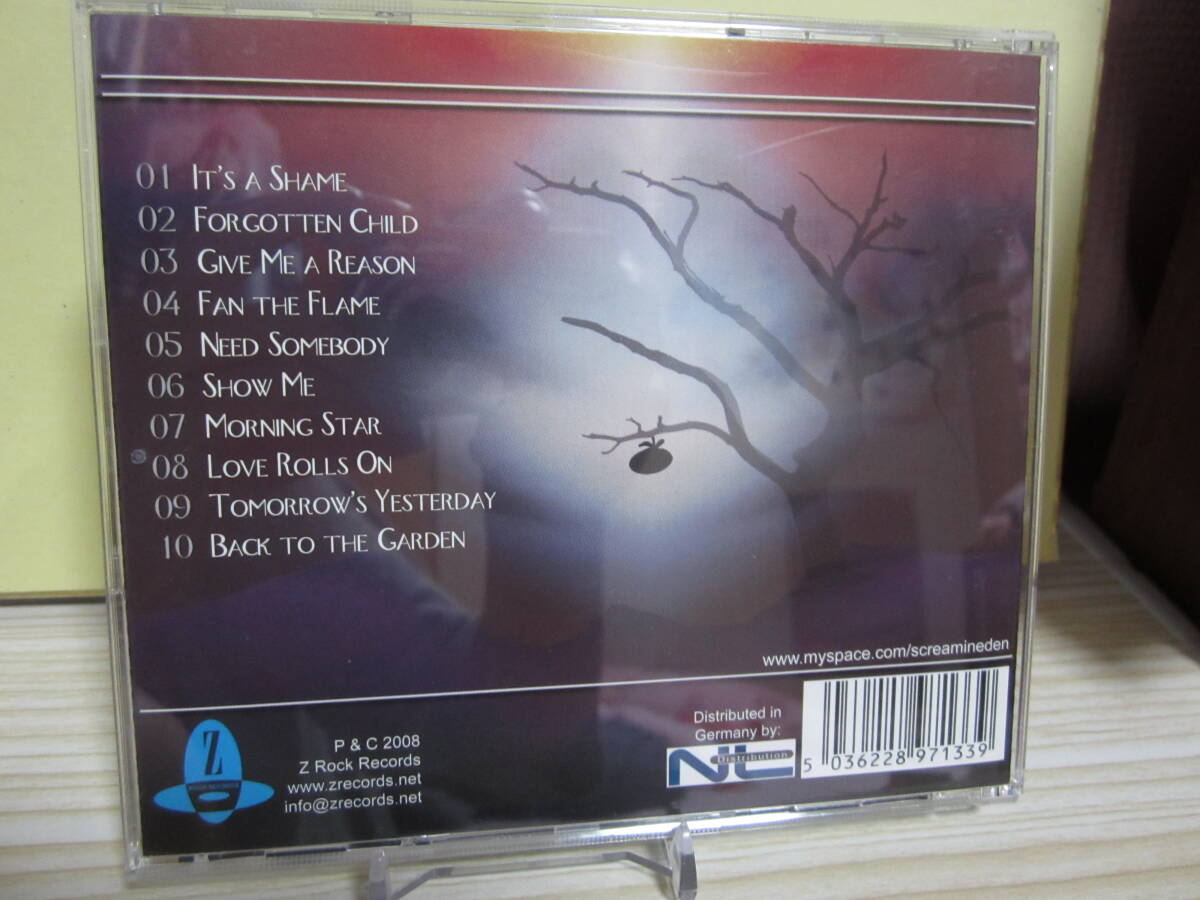 01 It's a Shame
02 Forgotten Child
03 Give Me a Reason
04 Fan the Flame
05 Need Somebody
06 Show Me
07 Morning Star
08 Love Rolls On
09 Tomorrow's Yesterday
10 Back to the Garden
www.myspace.com/screamineden
Z
P & C 2008
Z Rock Records
www.zrecords.net
info@zrecords.net
Distributed in
Germany by:
Distribution
5 036228 971339